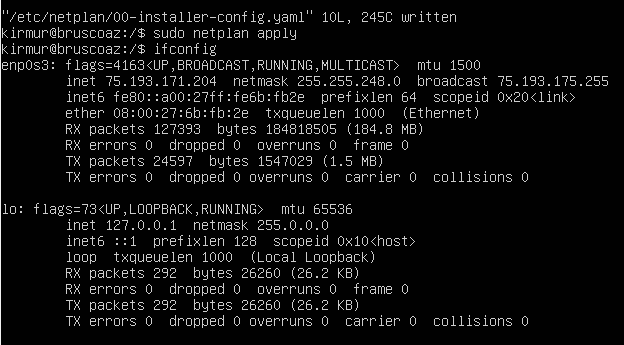 "/etc/netplan/00-installer-config.yaml" 10L, 245C written
kirmur@bruscoaz:/$ sudo netplan apply
kirmur@bruscoaz:/$ ifconfig
enp0s3: flags=4163<UP,BROADCAST,RUNNING,MULTICAST>  mtu 1500
        inet 75.193.171.204  netmask 255.255.248.0  broadcast 75.193.175.255
        inet6 fe80::a00:27ff:fe6b:fb2e  prefixlen 64  scopeid 0x20<link>
        ether 08:00:27:6b:fb:2e  txqueuelen 1000  (Ethernet)
        RX packets 127393  bytes 184818505 (184.8 MB)
        RX errors 0  dropped 0  overruns 0  frame 0
        TX packets 24597  bytes 1547029 (1.5 MB)
        TX errors 0  dropped 0 overruns 0  carrier 0  collisions 0

lo: flags=73<UP,LOOPBACK,RUNNING>  mtu 65536
        inet 127.0.0.1  netmask 255.0.0.0
        inet6 ::1  prefixlen 128  scopeid 0x10<host>
        loop  txqueuelen 1000  (Local Loopback)
        RX packets 292  bytes 26260 (26.2 KB)
        RX errors 0  dropped 0  overruns 0  frame 0
        TX packets 292  bytes 26260 (26.2 KB)
        TX errors 0  dropped 0 overruns 0  carrier 0  collisions 0